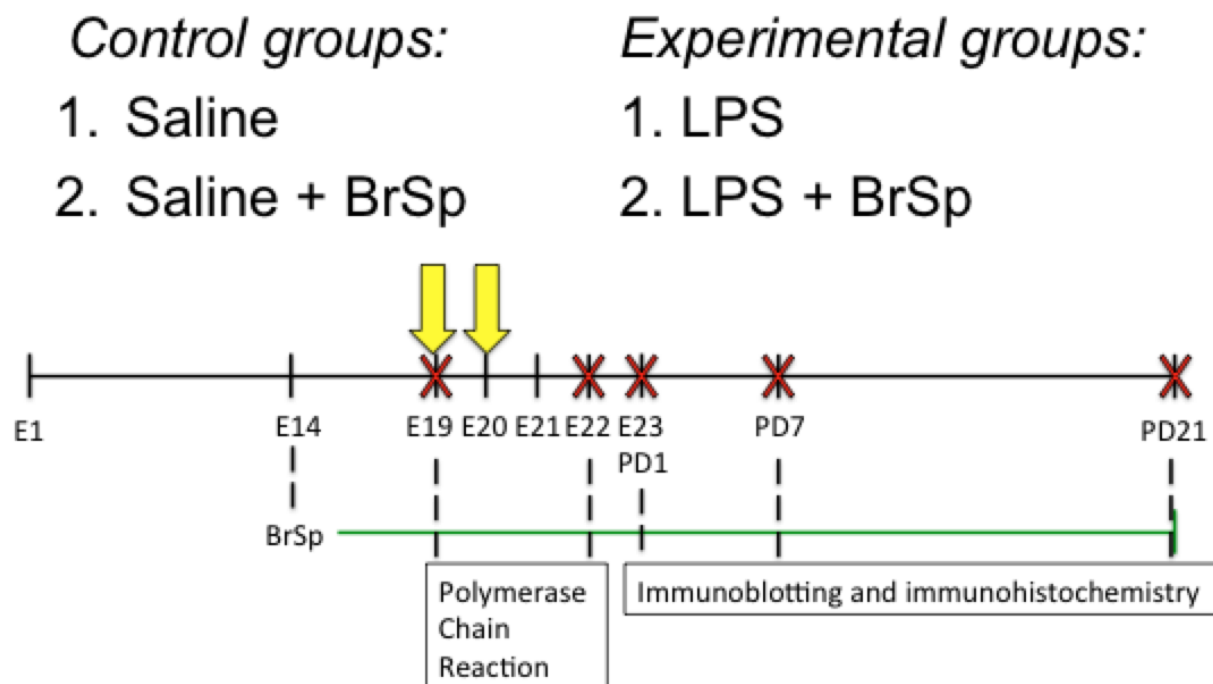 Control groups:
1. Saline
2. Saline + BrSp
Experimental groups:
1. LPS
2. LPS + BrSp
E1 E14 E19 E20 E21 E22 E23 PD7 PD21
PD1
BrSp
Polymerase
Chain
Reaction
Immunoblotting and immunohistochemistry